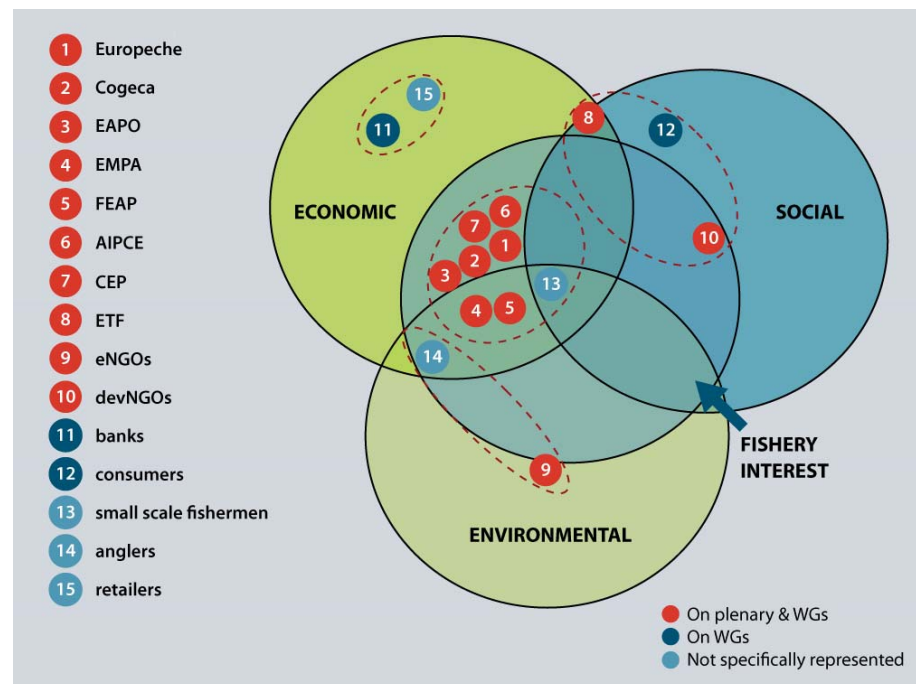 1 Europeche
2 Cogeca
3 EAPO
4 EMPA
5 FEAP
6 AIPCE
7 CEP
8 ETF
9 eNGOs
10 devNGOs
11 banks
12 consumers
13 small scale fishermen
14 anglers
15 retailers
15
11
8
12
ECONOMIC
SOCIAL
6
7
1
10
2
3
13
4
5
14
FISHERY
INTEREST
9
ENVIRONMENTAL
On plenary & WGs
On WGs
Not specifically represented